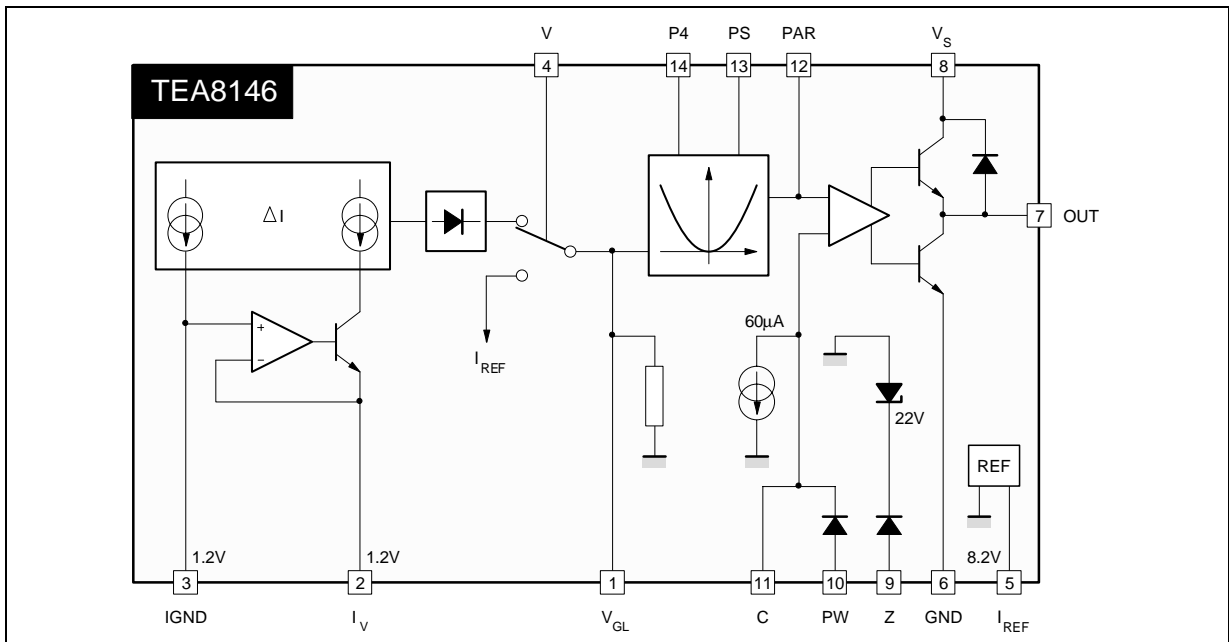 V P4 PS PAR V_S
4 14 13 12 8
TEA8146
ΔI
7 OUT
60µA
+
−
I_REF
22V
REF
1.2V 1.2V 8.2V
3 2 1 11 10 9 6 5
IGND I_V V_GL C PW Z GND I_REF